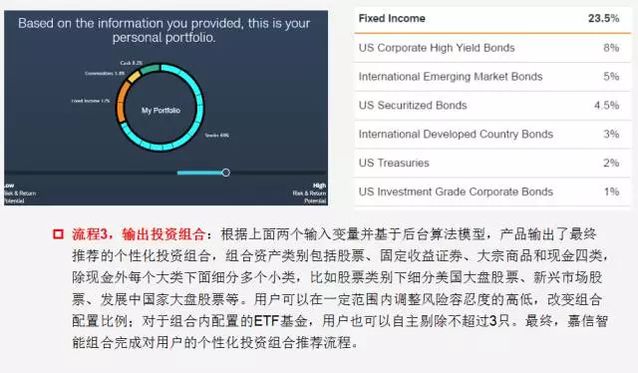 Based on the information you provided, this is your
personal portfolio.
Cash 8.2%
My Portfolio
Low
Risk & Return
Potential
High
Risk & Return
Potential
Fixed Income 23.5%
US Corporate High Yield Bonds 8%
International Emerging Market Bonds 5%
US Securitized Bonds 4.5%
International Developed Country Bonds 3%
US Treasuries 2%
US Investment Grade Corporate Bonds 1%
流程3，输出投资组合：根据上面两个输入变量并基于后台算法模型，产品输出了最终
推荐的个性化投资组合，组合资产类别包括股票、固定收益证券、大宗商品和现金四类，
除现金外每个大类下面细分多个小类，比如股票类别下细分美国大盘股票、新兴市场股
票、发展中国家大盘股票等。用户可以在一定范围内调整风险容忍度的高低，改变组合
配置比例；对于组合内配置的ETF基金，用户也可以自主剔除不超过3只。最终，嘉信智
能组合完成对用户的个性化投资组合推荐流程。